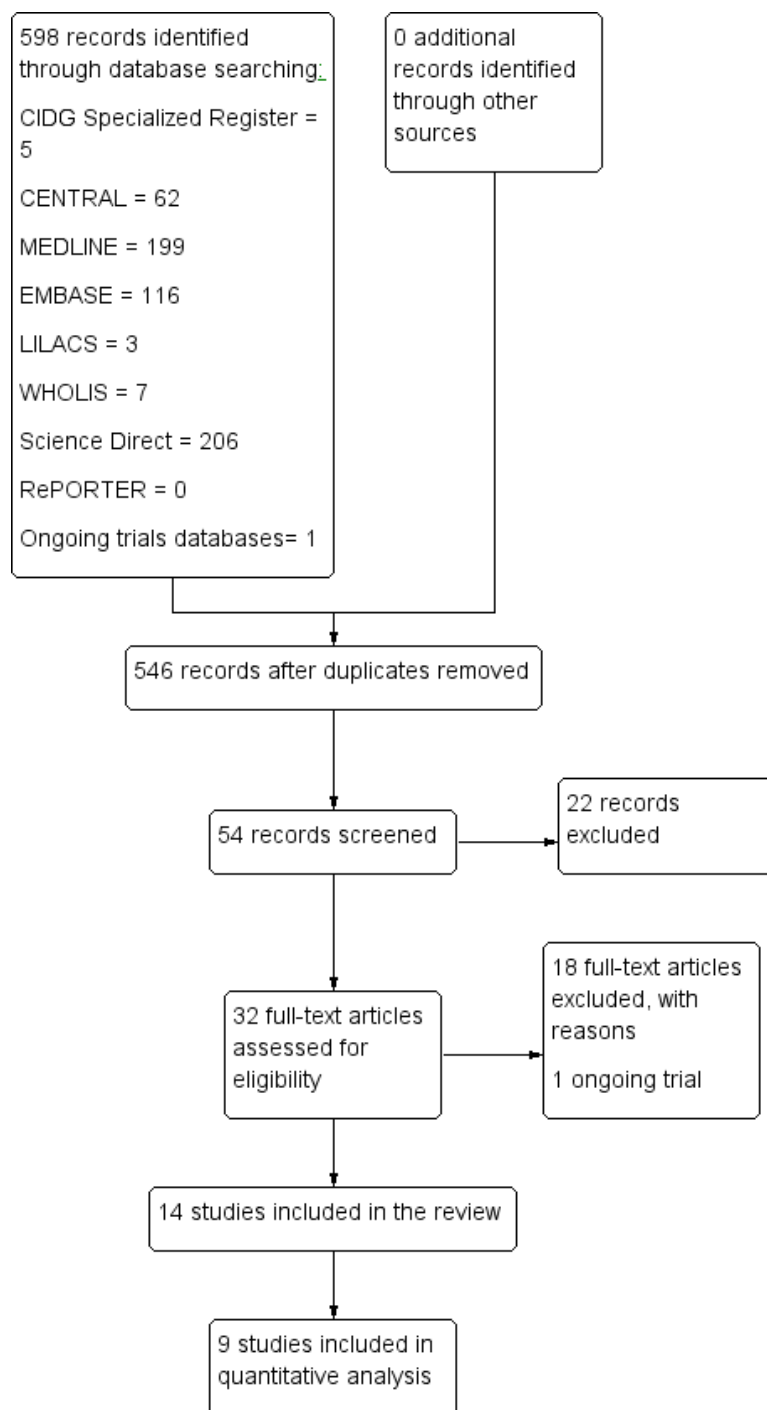 598 records identified
through database searching:
CIDG Specialized Register =
5
CENTRAL = 62
MEDLINE = 199
EMBASE = 116
LILACS = 3
WHOLIS = 7
Science Direct = 206
RePORTER = 0
Ongoing trials databases= 1
0 additional
records identified
through other
sources
546 records after duplicates removed
54 records screened
22 records
excluded
32 full-text articles
assessed for
eligibility
18 full-text articles
excluded, with
reasons
1 ongoing trial
14 studies included in the review
9 studies included in
quantitative analysis